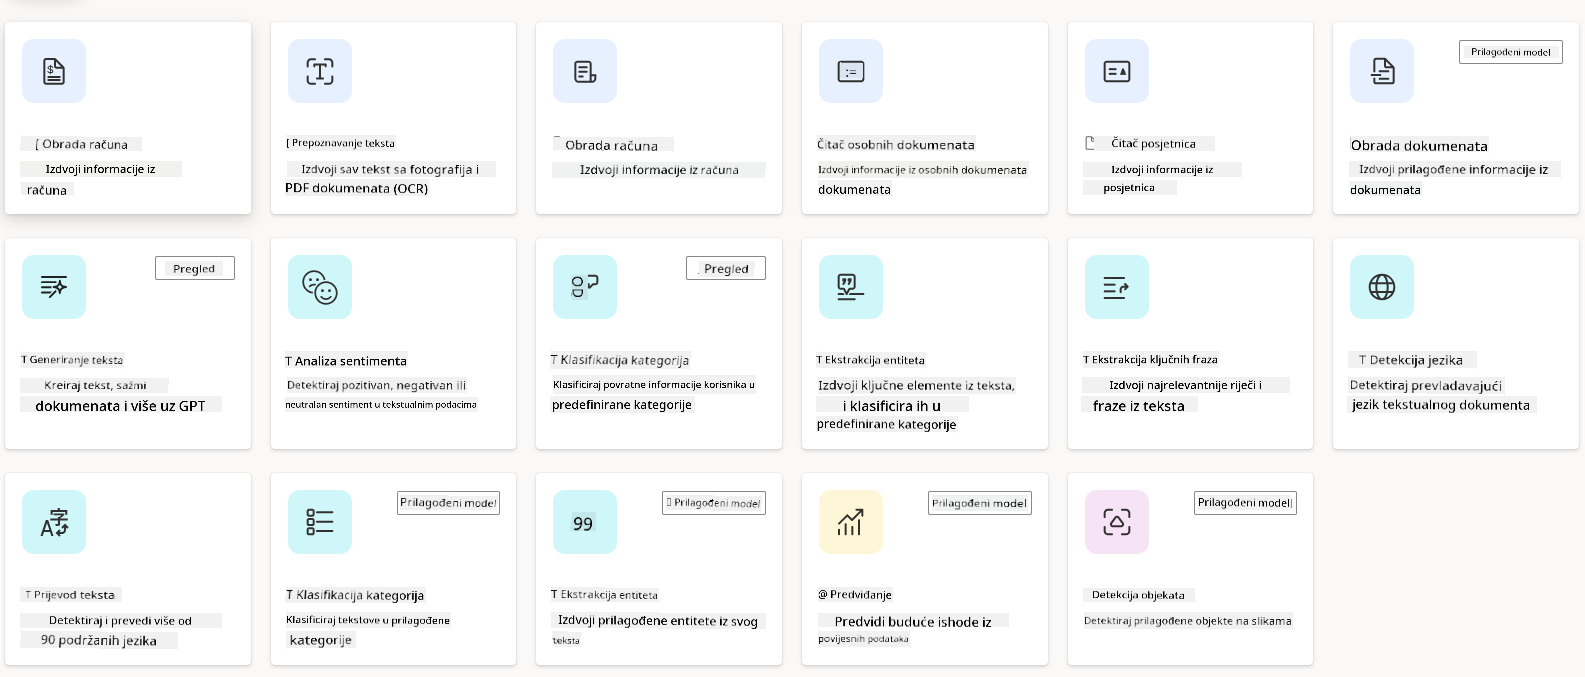 [ Obrada računa
Izdvoji informacije iz
računa
[ Prepoznavanje teksta
Izdvoji sav tekst sa fotografija i
PDF dokumenata (OCR)
Obrada računa
Izdvoji informacije iz računa
Čitač osobnih dokumenata
Izdvoji informacije iz osobnih dokumenata
dokumenata
Čitač posjetnica
Izdvoji informacije iz
posjetnica
Prilagođeni model
Obrada dokumenata
Izdvoji prilagođene informacije iz
dokumenata
Pregled
T Generiranje teksta
Kreiraj tekst, sažmi
dokumenata i više uz GPT
T Analiza sentimenta
Detektiraj pozitivan, negativan ili
neutralan sentiment u tekstualnim podacima
Pregled
T Klasifikacija kategorija
Klasificiraj povratne informacije korisnika u
predefinirane kategorije
T Ekstrakcija entiteta
Izdvoji ključne elemente iz teksta,
i klasificira ih u
predefinirane kategorije
T Ekstrakcija ključnih fraza
Izdvoji najrelevantnije riječi i
fraze iz teksta
T Detekcija jezika
Detektiraj prevladavajući
jezik tekstualnog dokumenta
T Prijevod teksta
Detektiraj i prevedi više od
90 podržanih jezika
Prilagođeni model
T Klasifikacija kategorija
Klasificiraj tekstove u prilagođene
kategorije
Prilagođeni model
99
T Ekstrakcija entiteta
Izdvoji prilagođene entitete iz svog
teksta
Prilagođeni model
@ Predviđanje
Predvidi buduće ishode iz
povijesnih podataka
Prilagođeni model
Detekcija objekata
Detektiraj prilagođene objekte na slikama